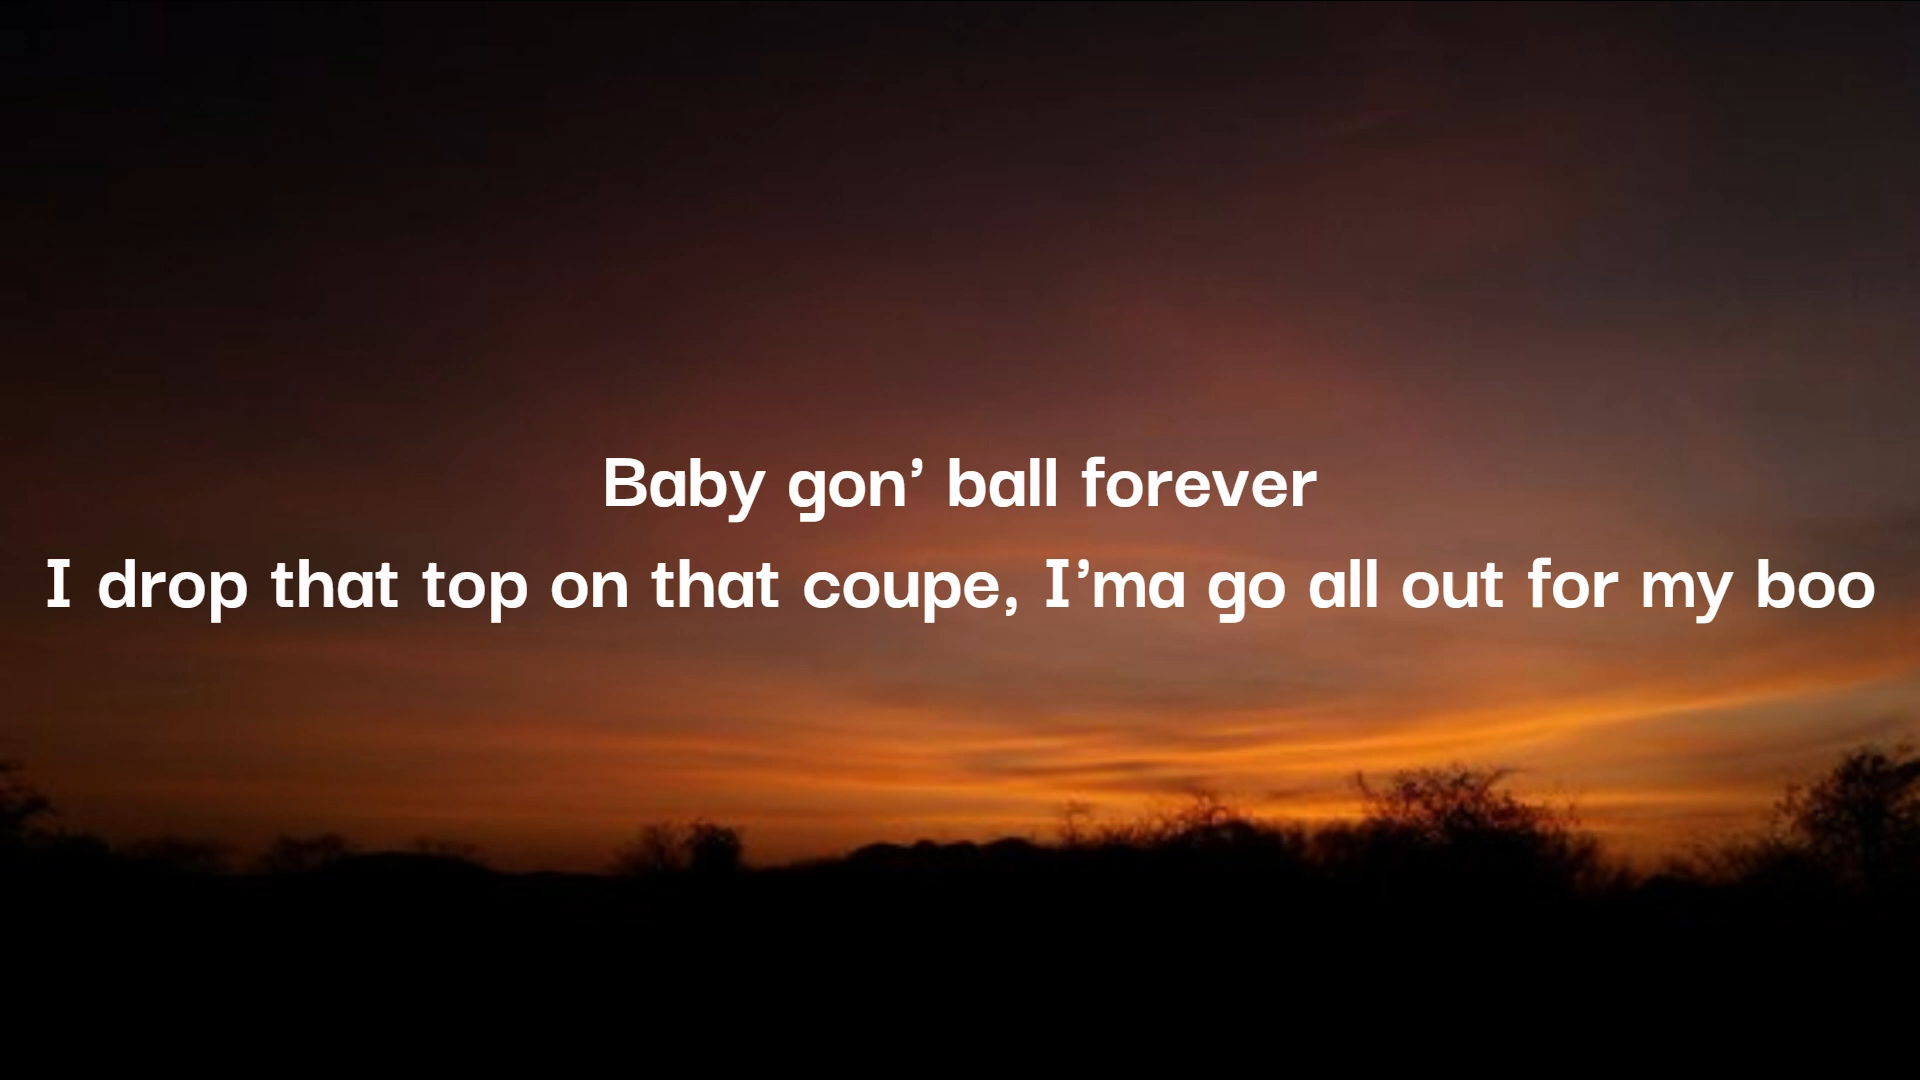 Baby gon’ ball forever
I drop that top on that coupe, I’ma go all out for my boo